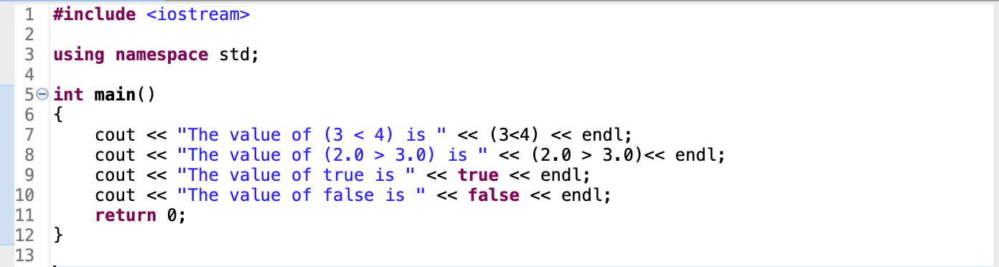 1 #include <iostream>
2
3 using namespace std;
4
5 int main()
6 {
7     cout << "The value of (3 < 4) is " << (3<4) << endl;
8     cout << "The value of (2.0 > 3.0) is " << (2.0 > 3.0)<< endl;
9     cout << "The value of true is " << true << endl;
10     cout << "The value of false is " << false << endl;
11     return 0;
12 }
13